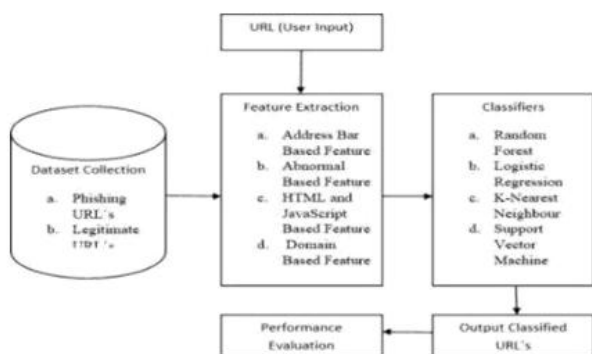 URL (User Input)
Dataset Collection
a. Phishing
URL's
b. Legitimate
URL's
Feature Extraction
a. Address Bar
Based Feature
b. Abnormal
Based Feature
c. HTML and
JavaScript
Based Feature
d. Domain
Based Feature
Classifiers
a. Random
Forest
b. Logistic
Regression
c. K-Nearest
Neighbour
d. Support
Vector
Machine
Performance
Evaluation
Output Classified
URL's